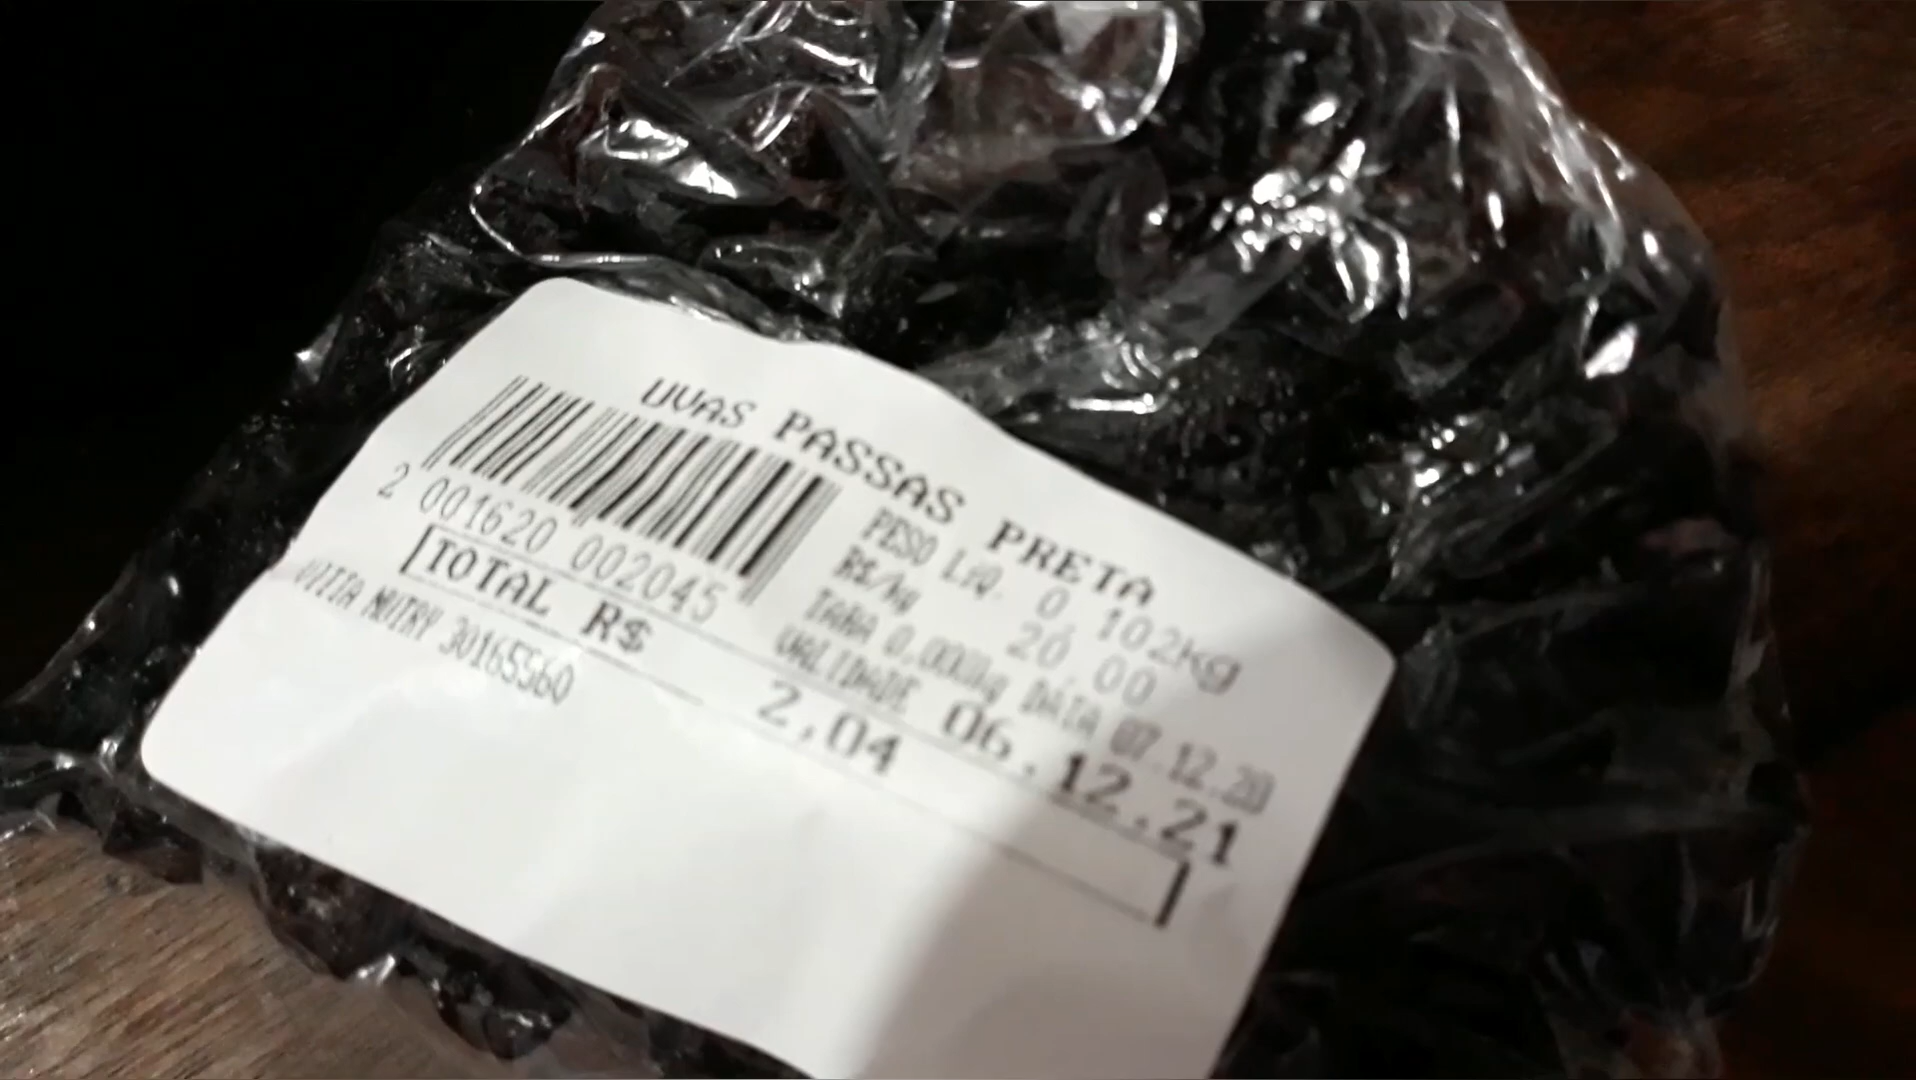 UVAS PASSAS PRETA
2 001620 002045
PESO LIQ. 0,102kg
R$/kg 20,00
TARA 0,000kg DATA 07.12.20
VALIDADE 06.12.21
TOTAL R$ 2,04
NUTRY 30165560